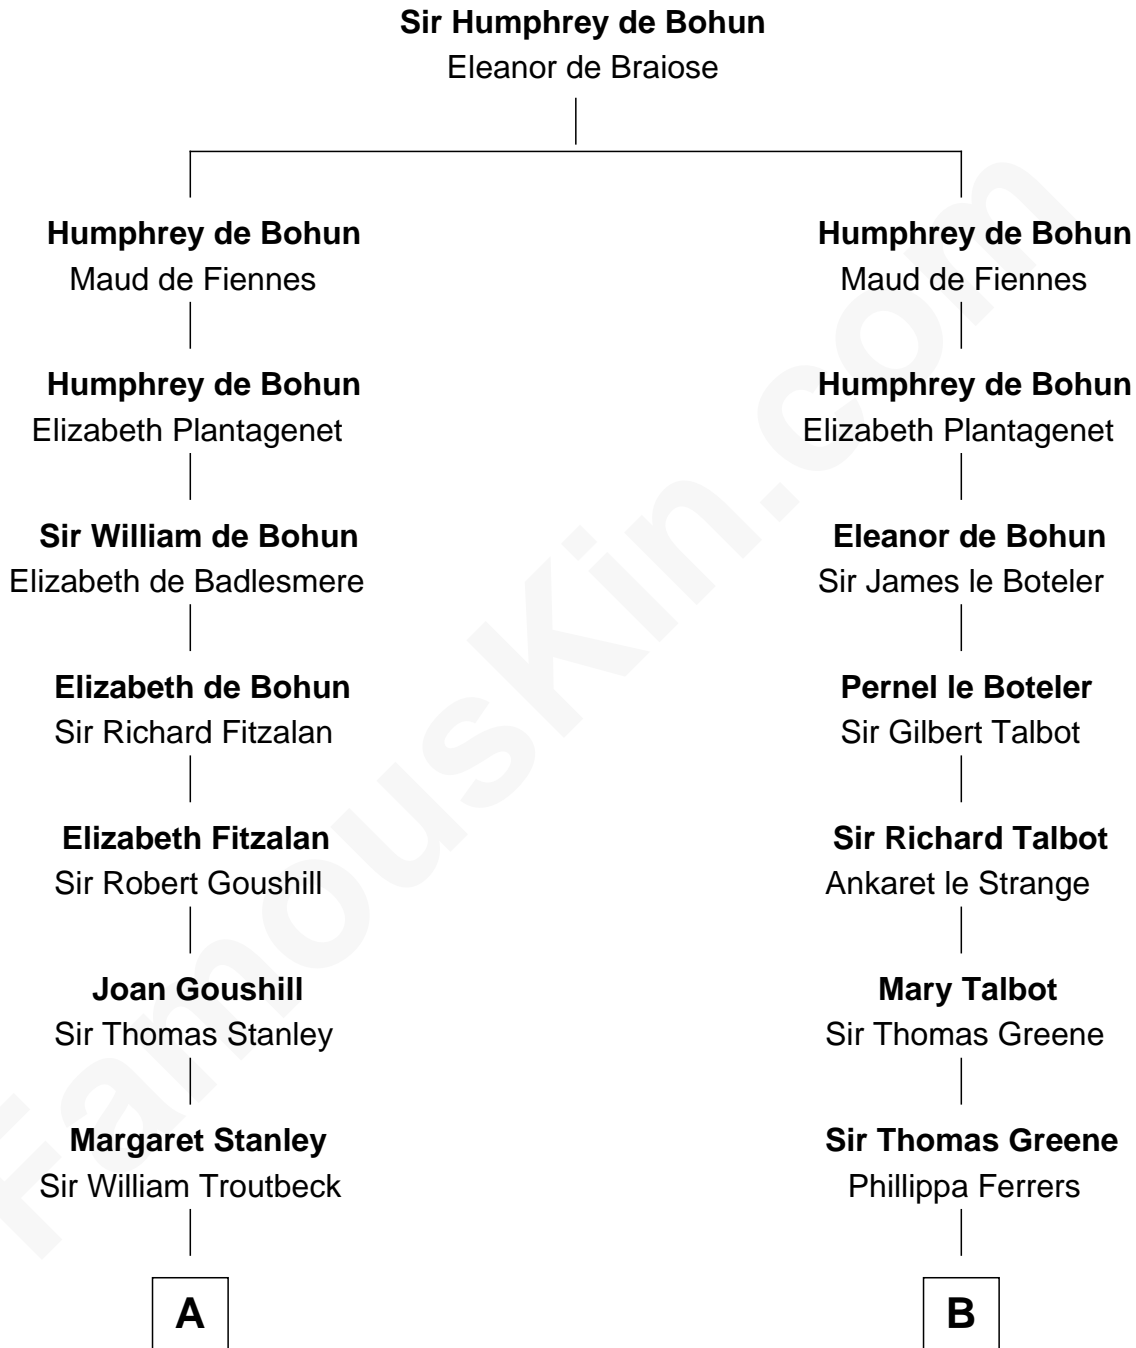 Sir Humphrey de Bohun
Eleanor de Braiose
Humphrey de Bohun
Maud de Fiennes
Humphrey de Bohun
Elizabeth Plantagenet
Sir William de Bohun
Elizabeth de Badlesmere
Elizabeth de Bohun
Sir Richard Fitzalan
Elizabeth Fitzalan
Sir Robert Goushill
Joan Goushill
Sir Thomas Stanley
Margaret Stanley
Sir William Troutbeck
A
Humphrey de Bohun
Maud de Fiennes
Humphrey de Bohun
Elizabeth Plantagenet
Eleanor de Bohun
Sir James le Boteler
Pernel le Boteler
Sir Gilbert Talbot
Sir Richard Talbot
Ankaret le Strange
Mary Talbot
Sir Thomas Greene
Sir Thomas Greene
Phillippa Ferrers
B
FamousKin.com